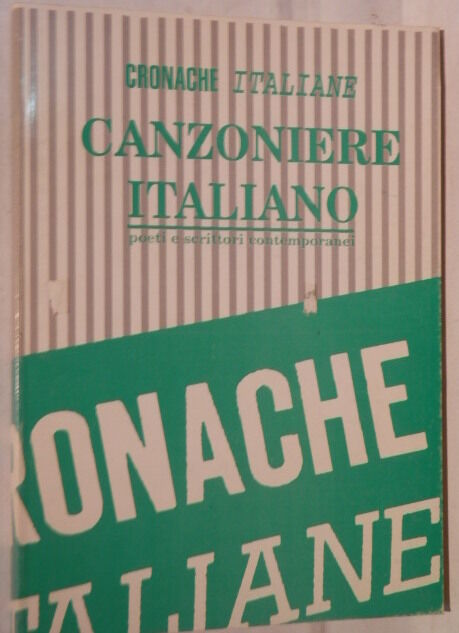 CRONACHE ITALIANE
CANZONIERE
ITALIANO
poeti e scrittori contemporanei
RONACHE
TALIANE